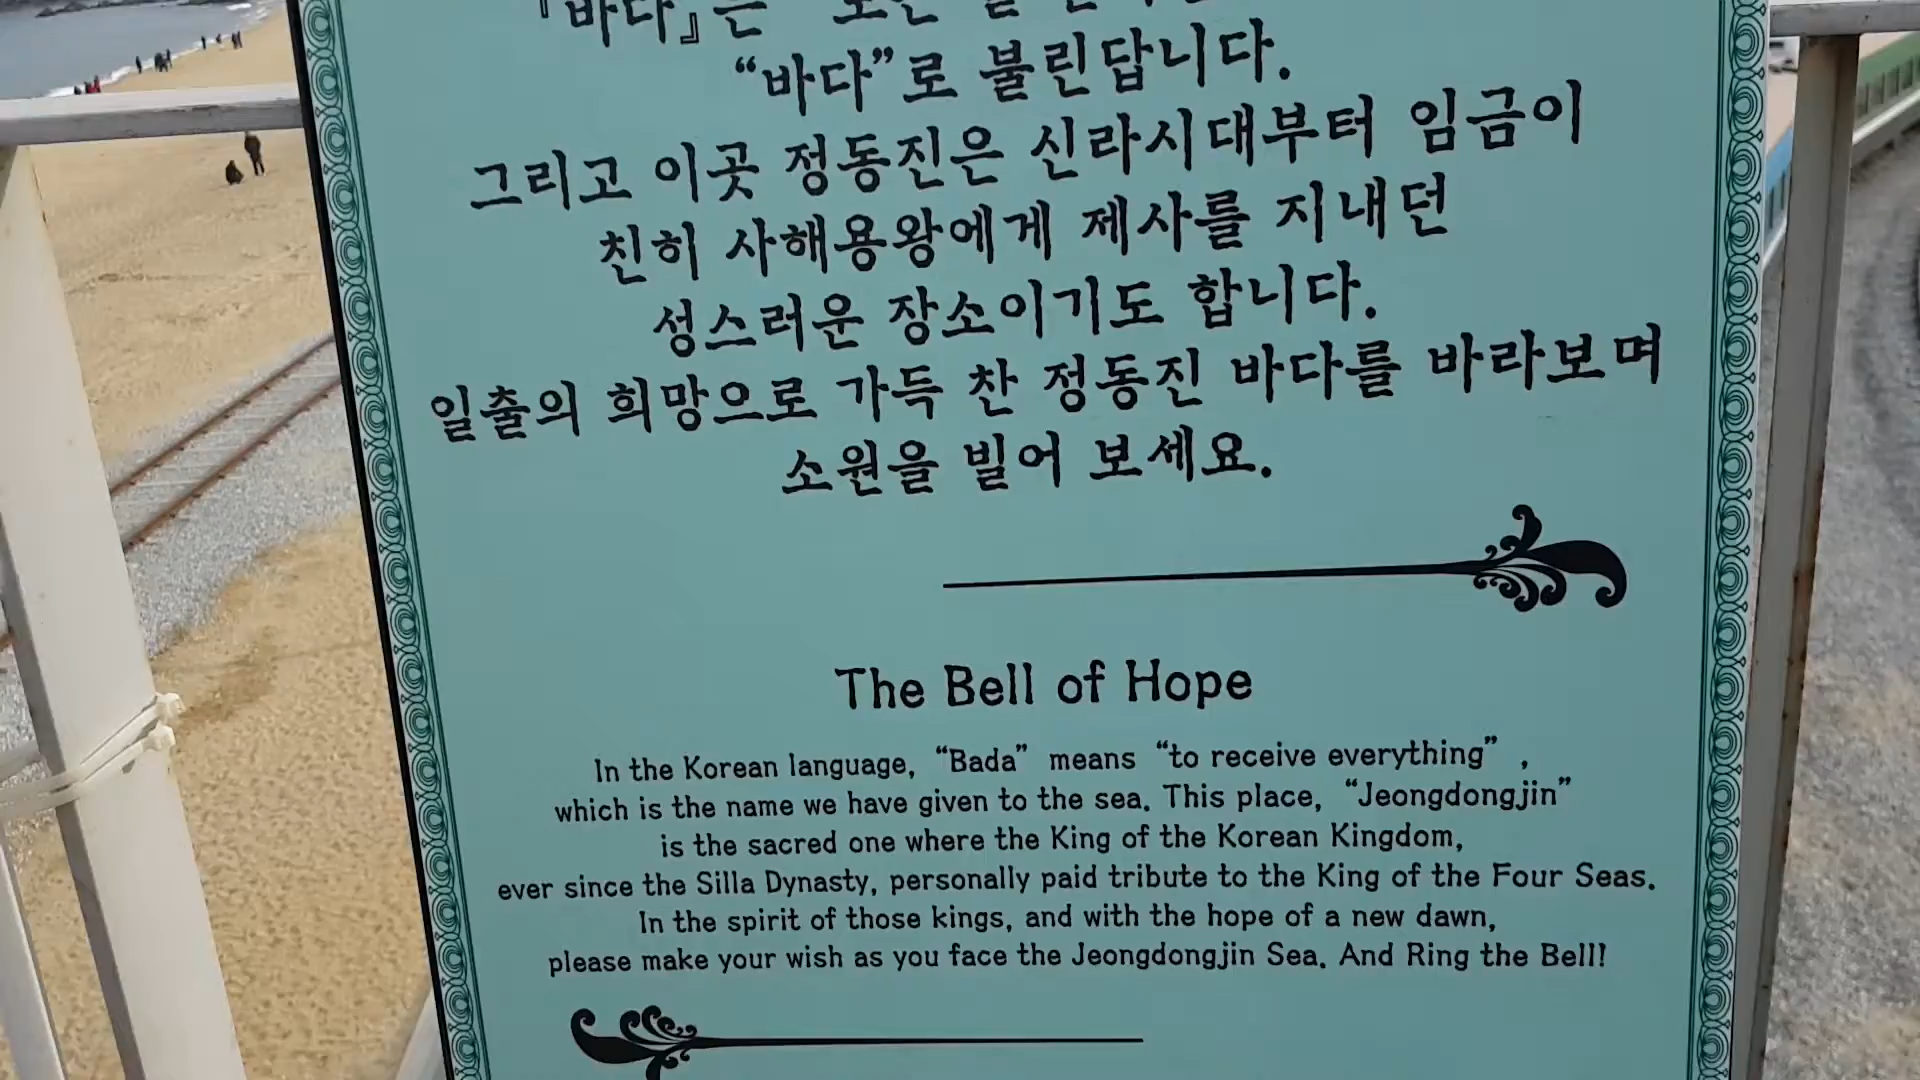 『바다』는
“바다”로 불린답니다.
그리고 이곳 정동진은 신라시대부터 임금이
친히 사해용왕에게 제사를 지내던
성스러운 장소이기도 합니다.
일출의 희망으로 가득 찬 정동진 바다를 바라보며
소원을 빌어 보세요.
The Bell of Hope
In the Korean language, “Bada” means “to receive everything” ,
which is the name we have given to the sea. This place, “Jeongdongjin”
is the sacred one where the King of the Korean Kingdom,
ever since the Silla Dynasty, personally paid tribute to the King of the Four Seas.
In the spirit of those kings, and with the hope of a new dawn,
please make your wish as you face the Jeongdongjin Sea. And Ring the Bell!